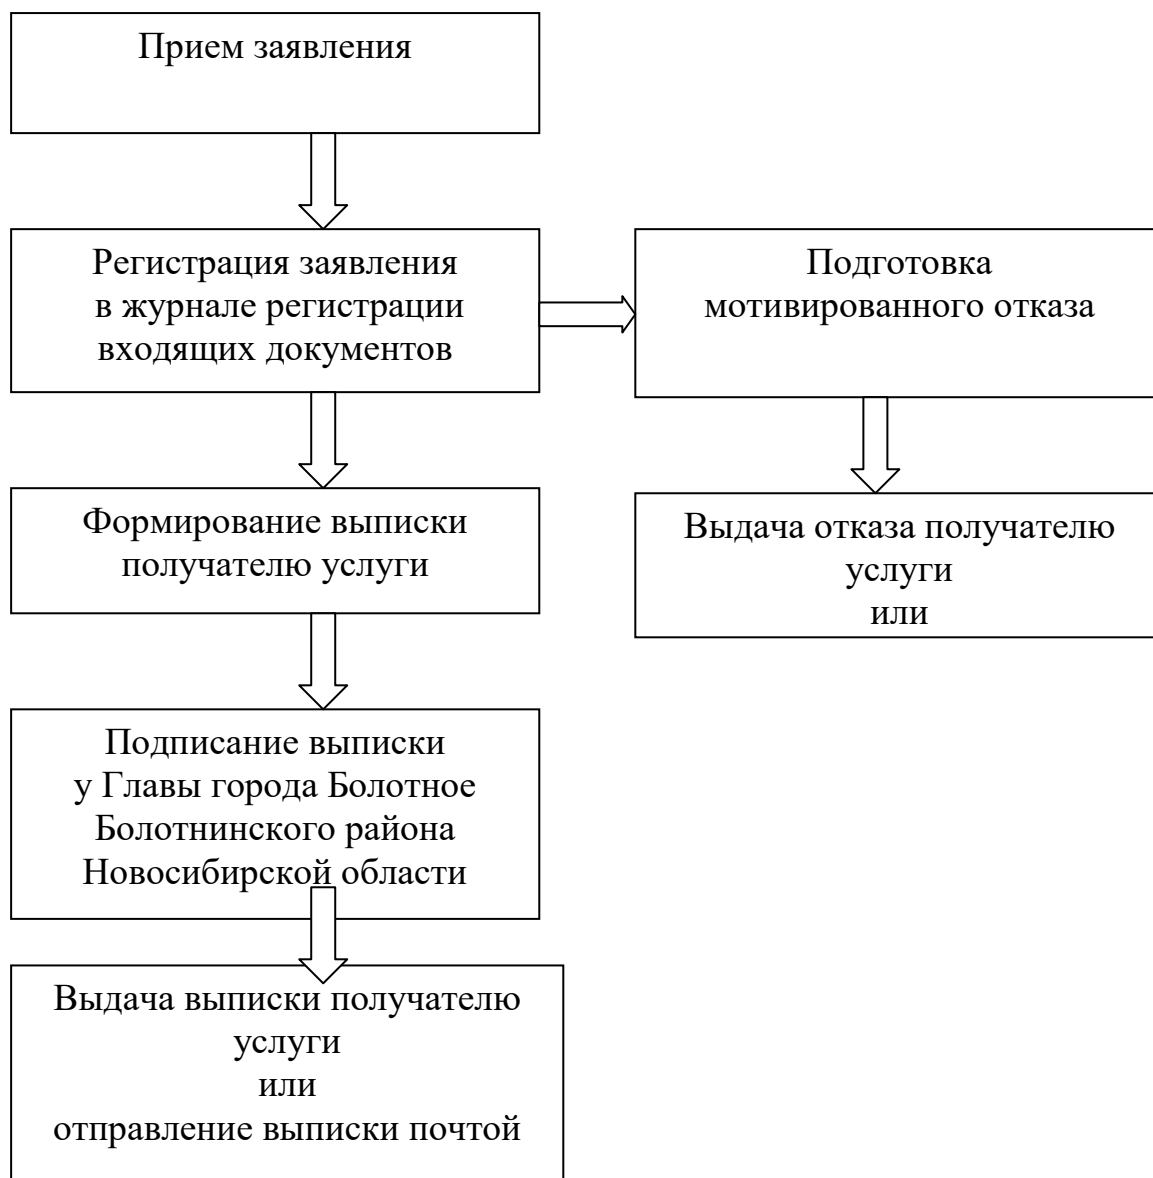 Прием заявления
Регистрация заявления
в журнале регистрации
входящих документов
Подготовка
мотивированного отказа
Формирование выписки
получателю услуги
Выдача отказа получателю
услуги
или
Подписание выписки
у Главы города Болотное
Болотнинского района
Новосибирской области
Выдача выписки получателю
услуги
или
отправление выписки почтой